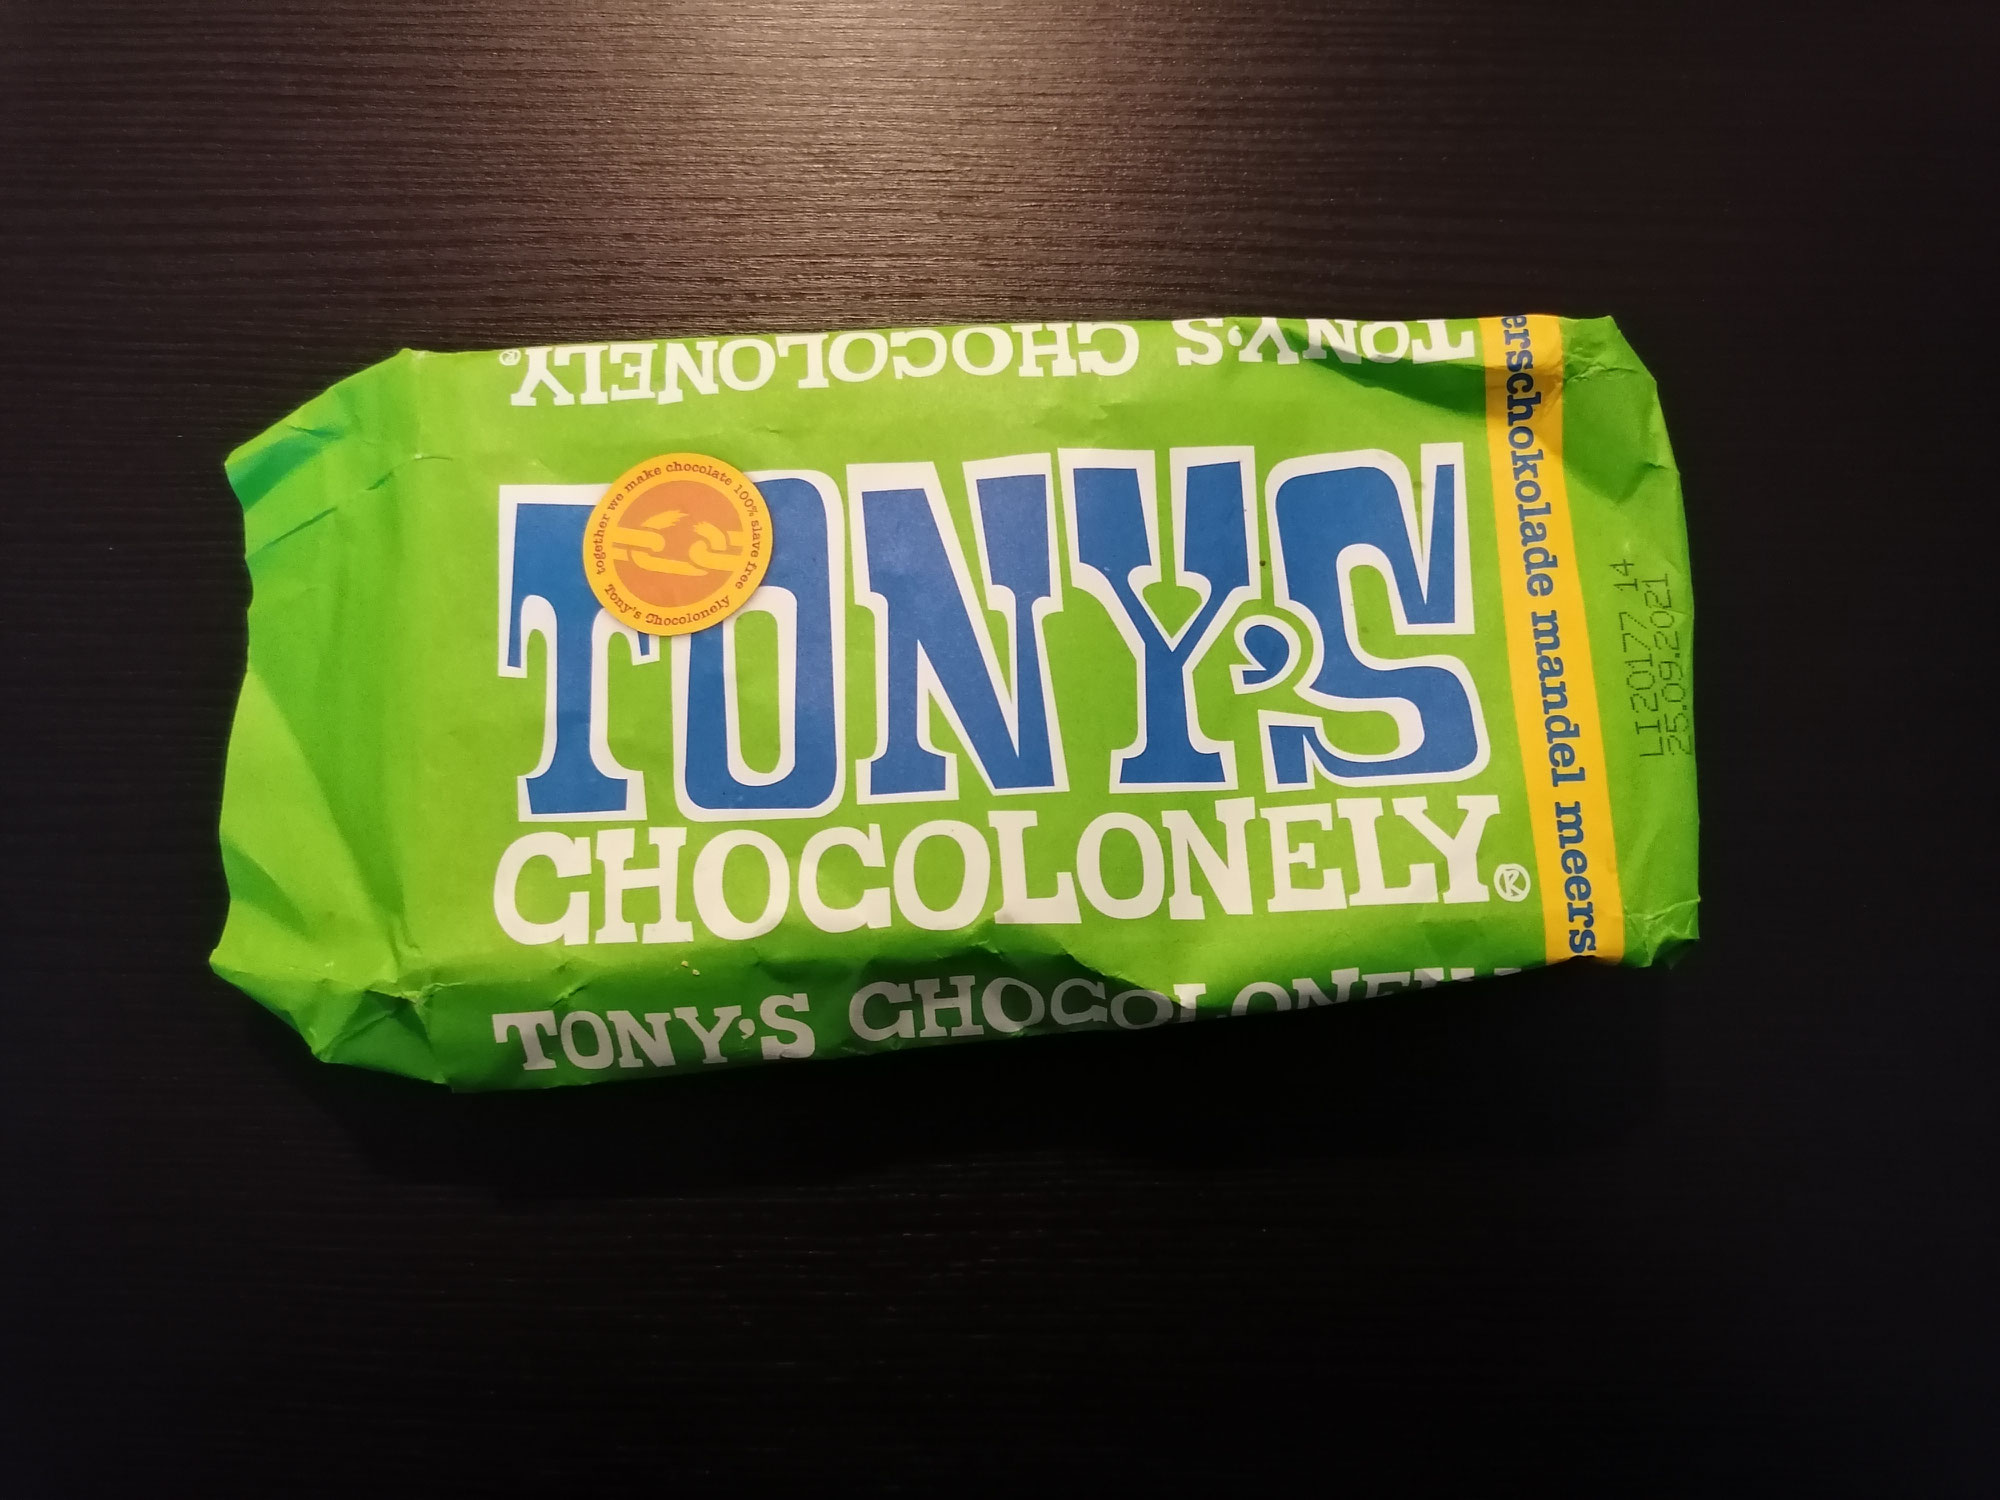 TONY'S CHOCOLONELY®
together we make chocolate 100% slave free
Tony's Chocolonely
TONY'S
CHOCOLONELY®
TONY'S CHOCOLONELY
erschokolade mandel meers
LI20177 14
25.09.2021